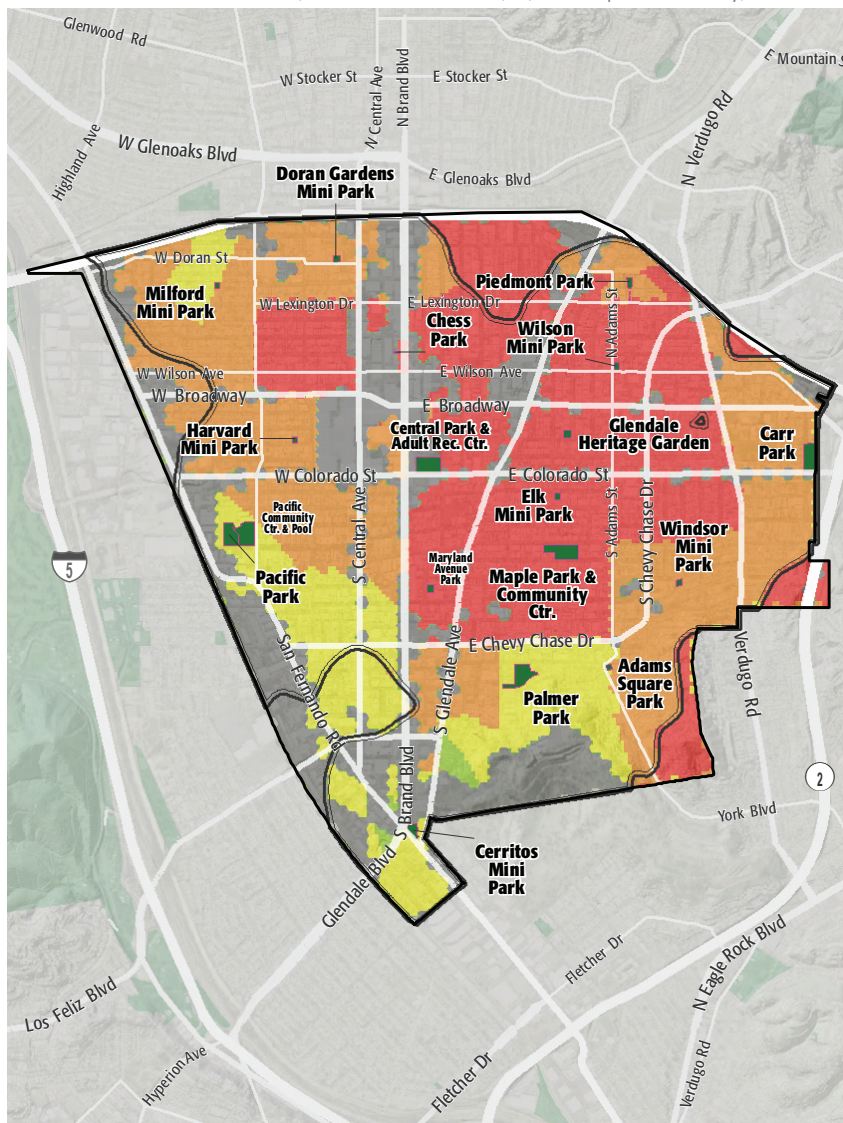 Glenwood Rd
W Stocker St
N Central Ave
N Brand Blvd
E Stocker St
E Mountain S
N Verdugo Rd
Highland Ave
W Glenoaks Blvd
E Glenoaks Blvd
Doran Gardens
Mini Park
W Doran St
Milford
Mini Park
W Lexington Dr
E Lexington Dr
Piedmont Park
Chess
Park
Wilson
Mini Park
N Adams St
W Wilson Ave
E Wilson Ave
W Broadway
E Broadway
Harvard
Mini Park
Central Park &
Adult Rec. Ctr.
Glendale
Heritage Garden
Carr
Park
W Colorado St
E Colorado St
Elk
Mini Park
S Adams St
S Chevy Chase Dr
Pacific
Community
Ctr. & Pool
S Central Ave
Windsor
Mini
Park
5
Pacific
Park
Maryland
Avenue
Park
Maple Park &
Community
Ctr.
E Chevy Chase Dr
San Fernando Rd
S Glendale Ave
Adams
Square
Park
Verdugo Rd
Palmer
Park
2
S Brand Blvd
York Blvd
Cerritos
Mini
Park
Glendale Blvd
Fletcher Dr
N Eagle Rock Blvd
Los Feliz Blvd
Hyperion Ave
Fletcher Dr
Verdugo Rd